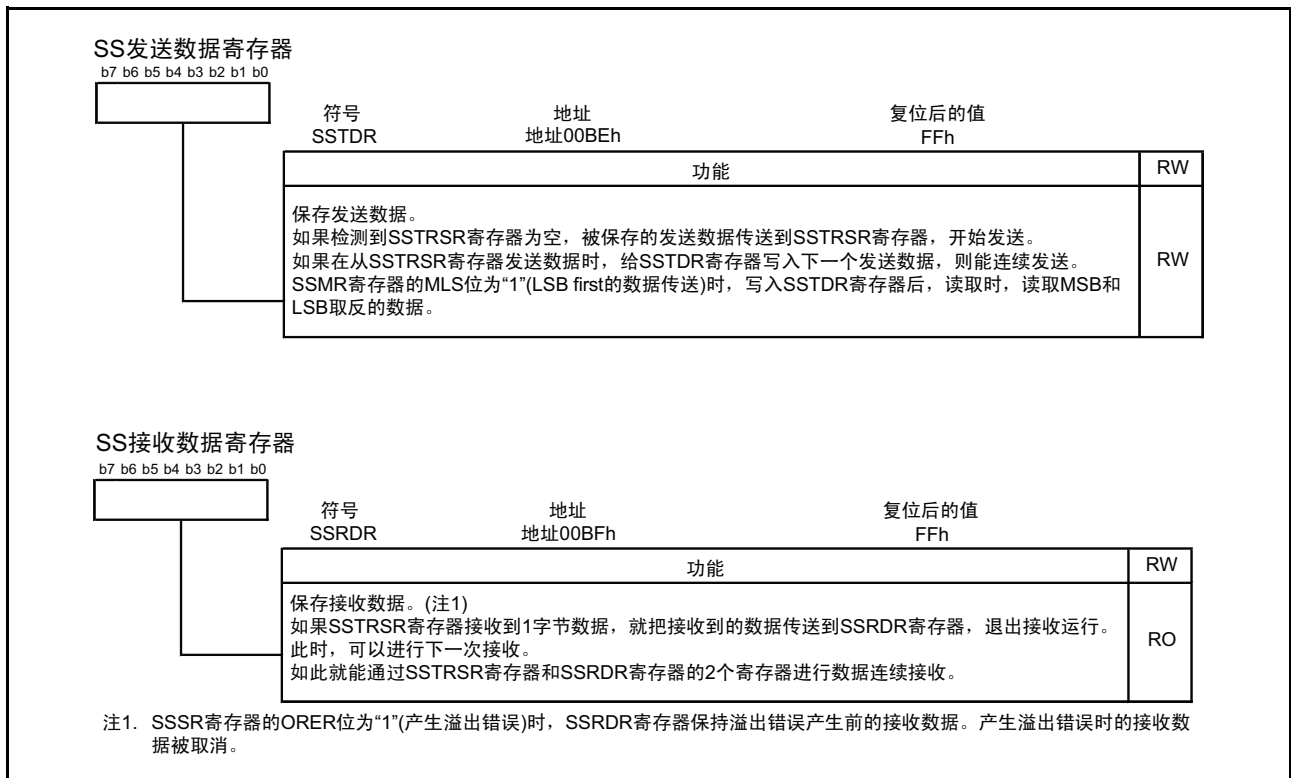 SS发送数据寄存器
b7 b6 b5 b4 b3 b2 b1 b0
符号 地址 复位后的值
SSTDR 地址00BEh FFh
功能 RW
保存发送数据。
如果检测到SSTRSR寄存器为空，被保存的发送数据传送到SSTRSR寄存器，开始发送。
如果在从SSTRSR寄存器发送数据时，给SSTDR寄存器写入下一个发送数据，则能连续发送。
SSMR寄存器的MLS位为“1”(LSB first的数据传送)时，写入SSTDR寄存器后，读取时，读取MSB和
LSB取反的数据。
RW
SS接收数据寄存器
b7 b6 b5 b4 b3 b2 b1 b0
符号 地址 复位后的值
SSRDR 地址00BFh FFh
功能 RW
保存接收数据。(注1)
如果SSTRSR寄存器接收到1字节数据，就把接收到的数据传送到SSRDR寄存器，退出接收运行。
此时，可以进行下一次接收。
如此就能通过SSTRSR寄存器和SSRDR寄存器的2个寄存器进行数据连续接收。
RO
注1. SSSR寄存器的ORER位为“1”(产生溢出错误)时，SSRDR寄存器保持溢出错误产生前的接收数据。产生溢出错误时的接收数
据被取消。